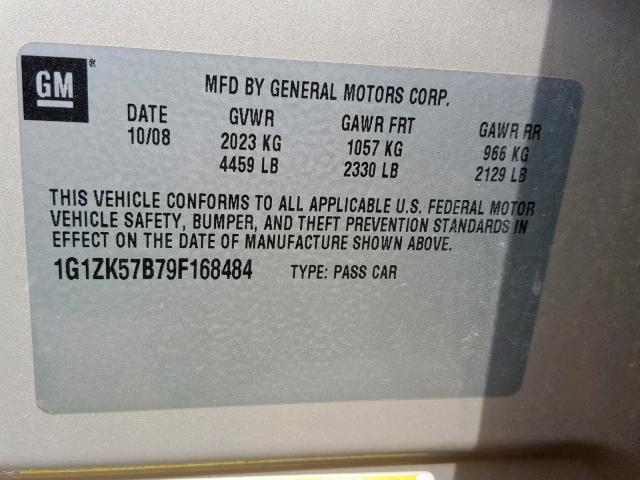 GM®
MFD BY GENERAL MOTORS CORP.
DATE GVWR GAWR FRT GAWR RR
10/08 2023 KG 1057 KG 966 KG
4459 LB 2330 LB 2129 LB
THIS VEHICLE CONFORMS TO ALL APPLICABLE U.S. FEDERAL MOTOR
VEHICLE SAFETY, BUMPER, AND THEFT PREVENTION STANDARDS IN
EFFECT ON THE DATE OF MANUFACTURE SHOWN ABOVE.
1G1ZK57B79F168484 TYPE: PASS CAR